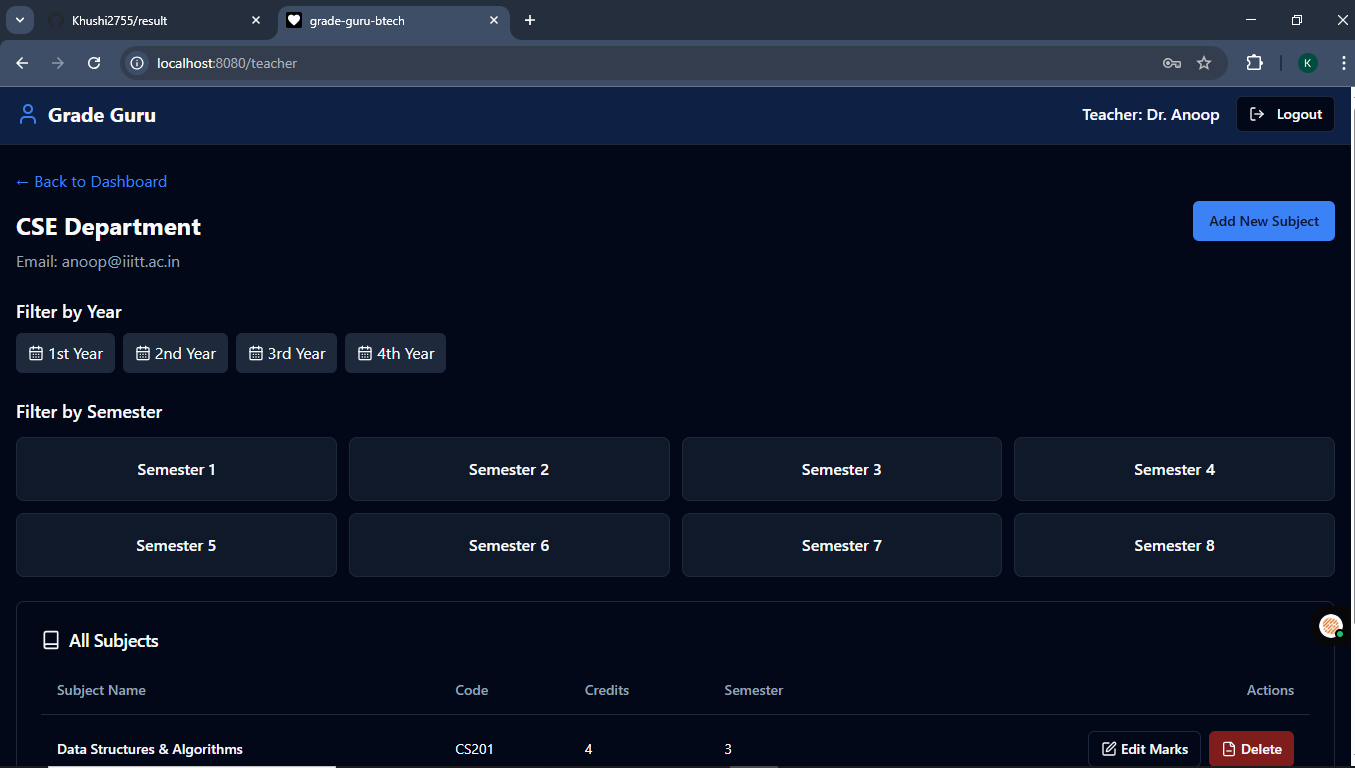 Khushi2755/result
grade-guru-btech
localhost:8080/teacher
K
Grade Guru
Teacher: Dr. Anoop
Logout
← Back to Dashboard
CSE Department
Add New Subject
Email: anoop@iiitt.ac.in
Filter by Year
1st Year
2nd Year
3rd Year
4th Year
Filter by Semester
Semester 1
Semester 2
Semester 3
Semester 4
Semester 5
Semester 6
Semester 7
Semester 8
All Subjects
Subject Name Code Credits Semester Actions
Data Structures & Algorithms CS201 4 3 Edit Marks Delete